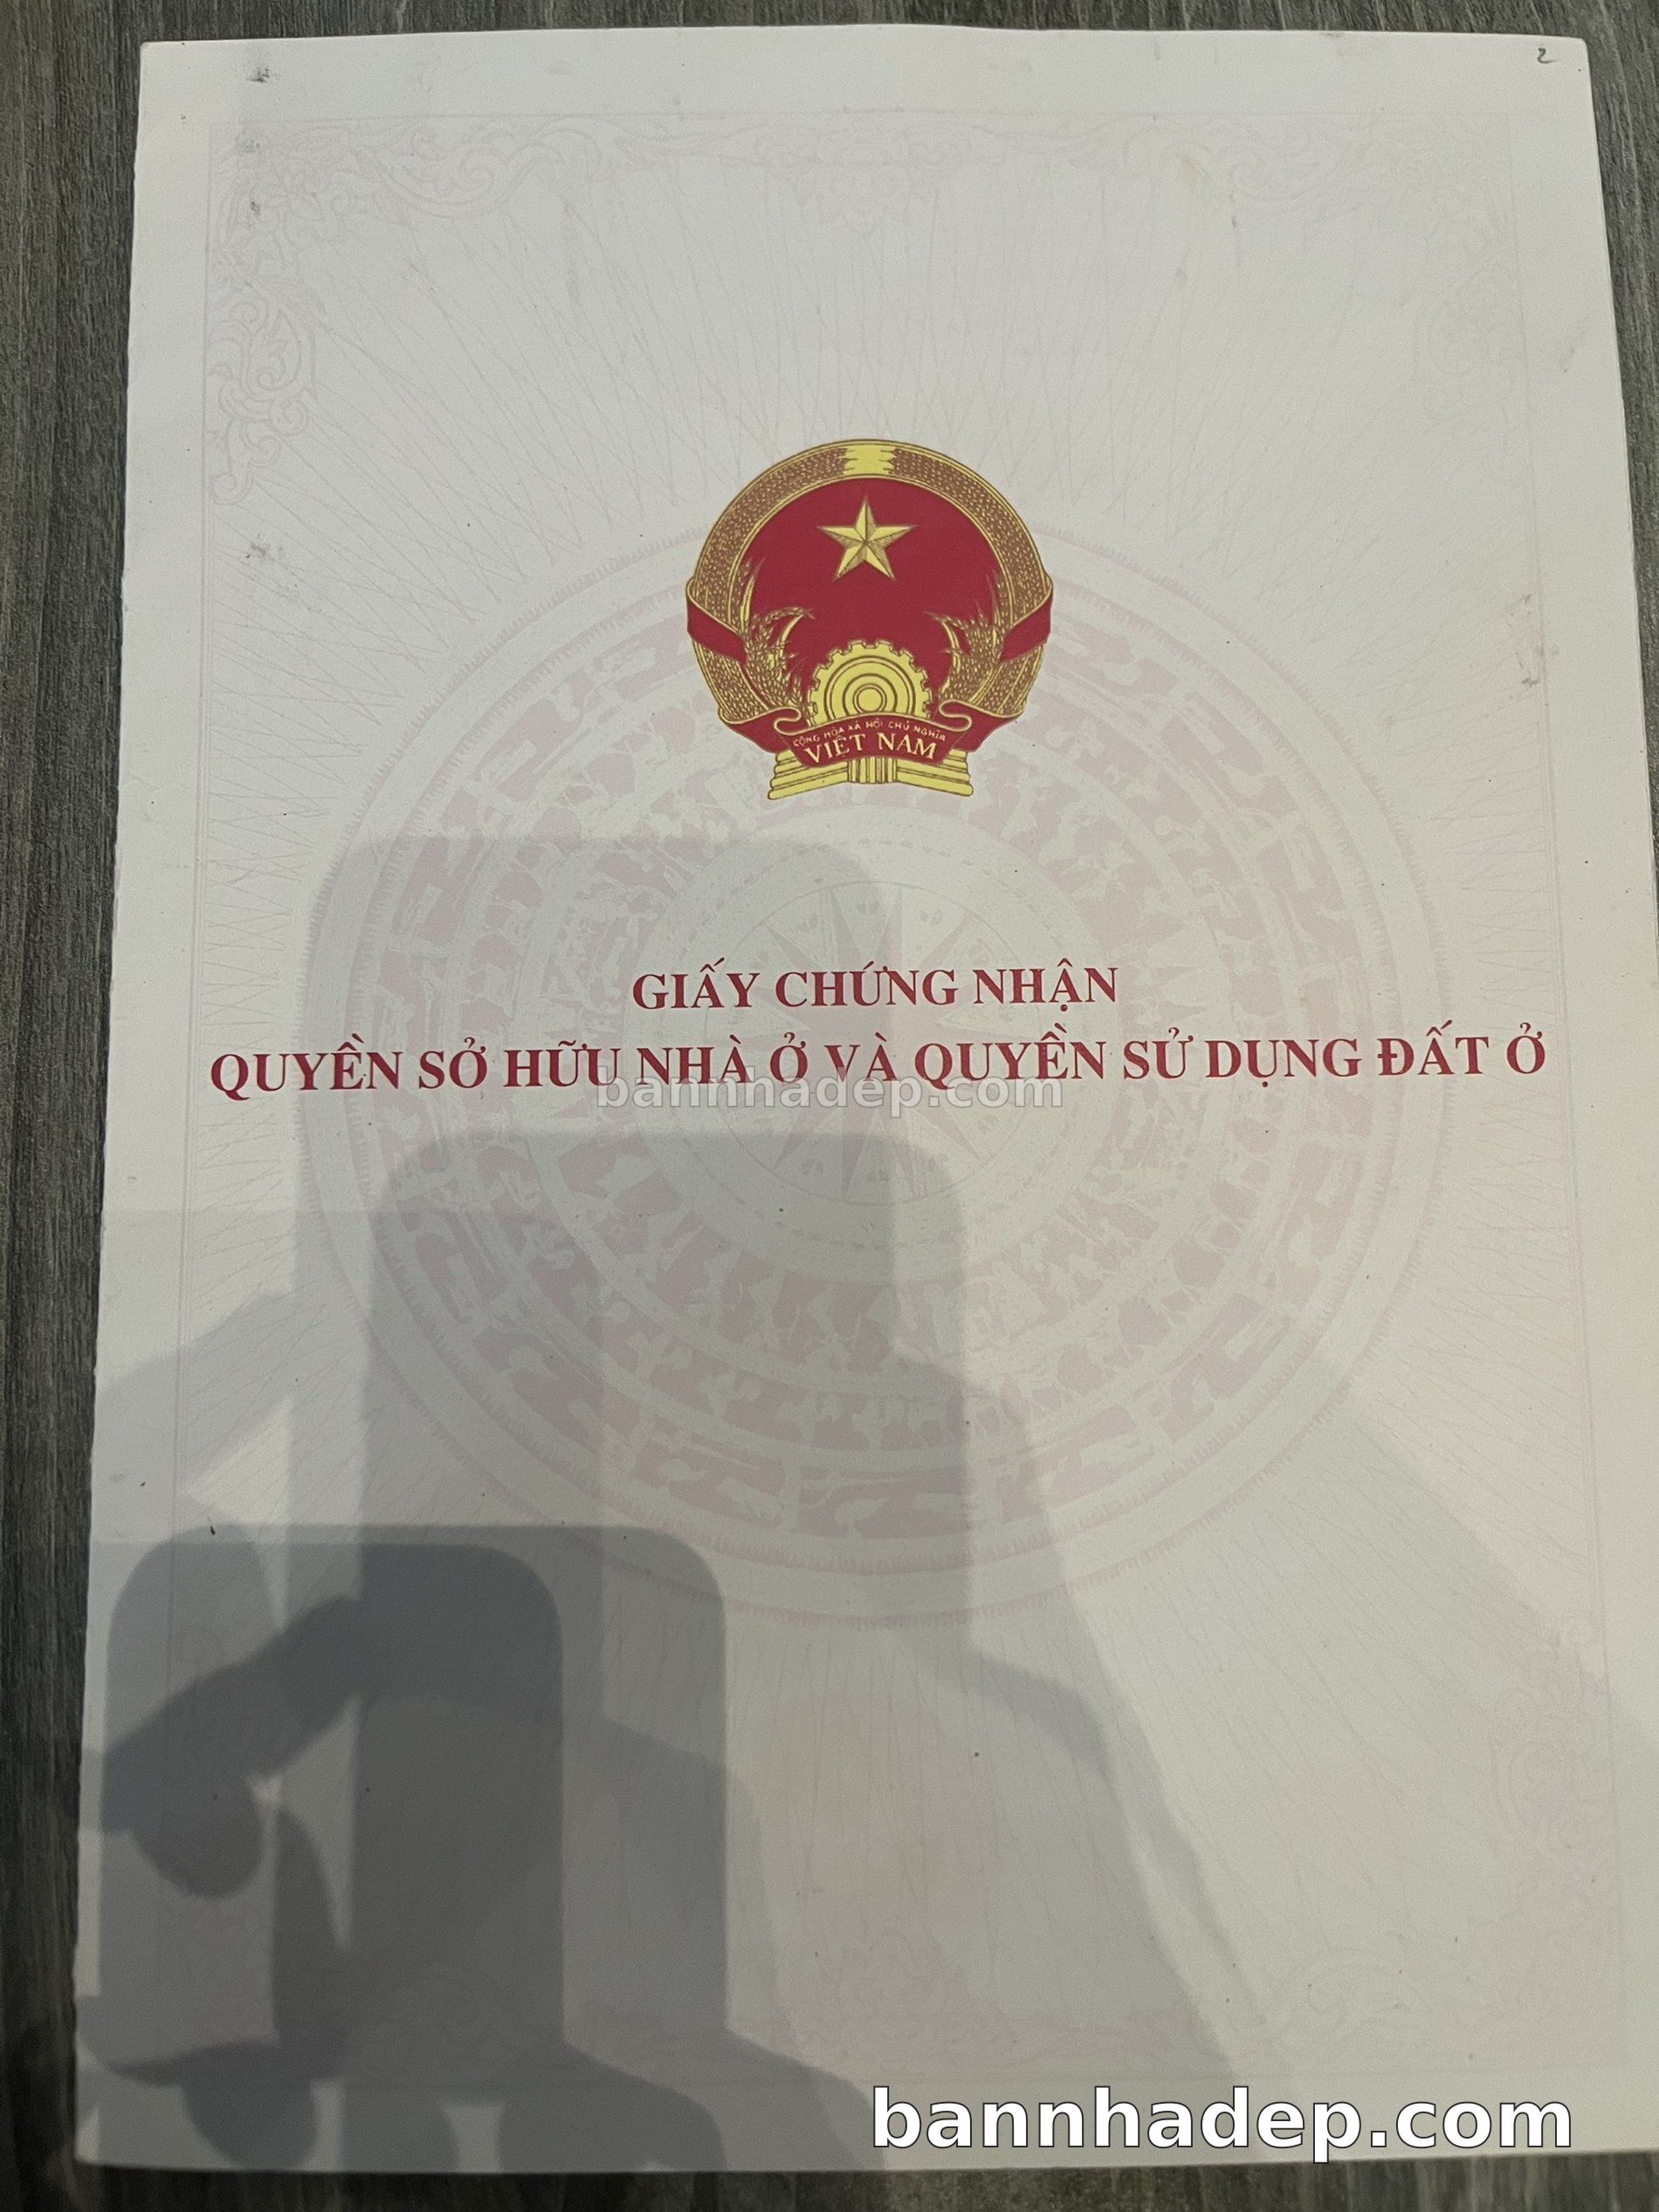 2
CỘNG HÒA XÃ HỘI CHỦ NGHĨA
VIỆT NAM
GIẤY CHỨNG NHẬN
QUYỀN SỞ HỮU NHÀ Ở VÀ QUYỀN SỬ DỤNG ĐẤT Ở
bannhadep.com
bannhadep.com